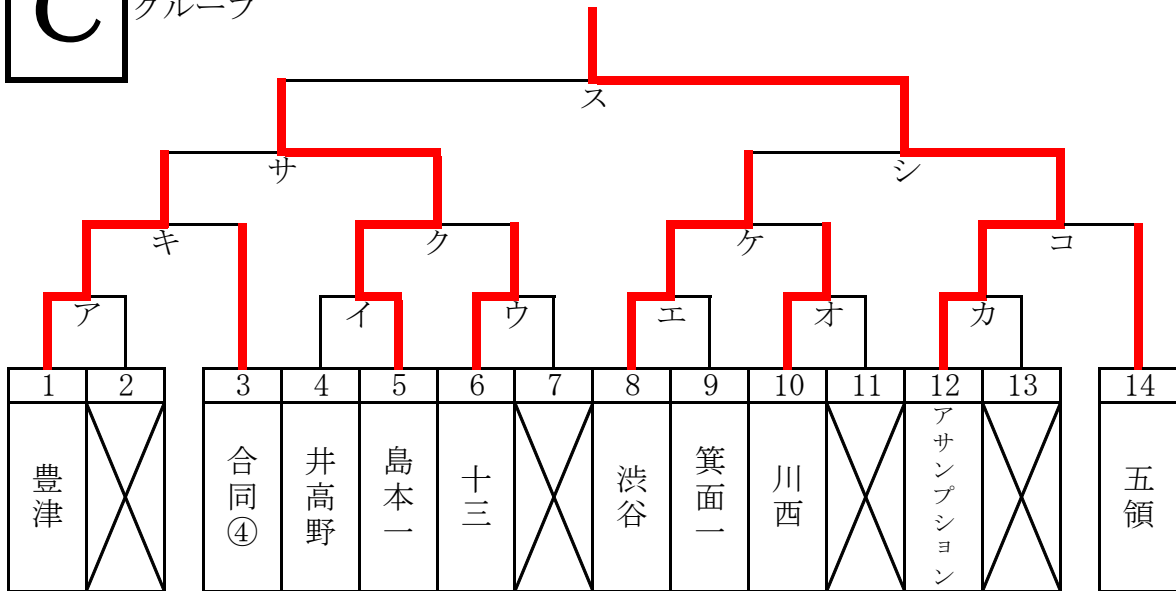 C グループ
ス
サ シ
キ ク ケ コ
ア イ ウ エ オ カ
1 2 3 4 5 6 7 8 9 10 11 12 13 14
豊津
合同④
井高野
島本一
十三
渋谷
箕面一
川西
アサンプション
五領